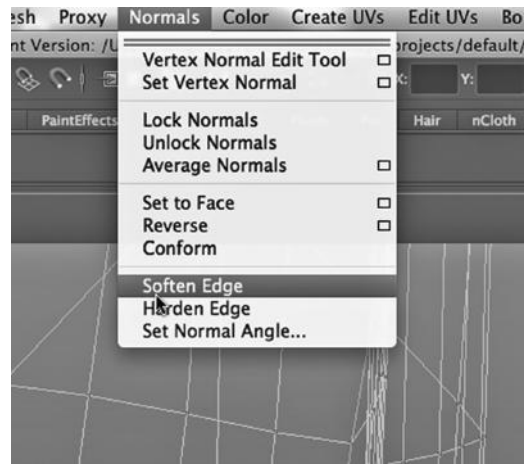 esh Proxy Normals Color Create UVs Edit UVs Bo
nt Version: /U
projects/default/
Vertex Normal Edit Tool
Set Vertex Normal
Y:
Lock Normals
PaintEffects
Hair nCloth
Unlock Normals
Average Normals
Set to Face
Reverse
Conform
Soften Edge
Harden Edge
Set Normal Angle...